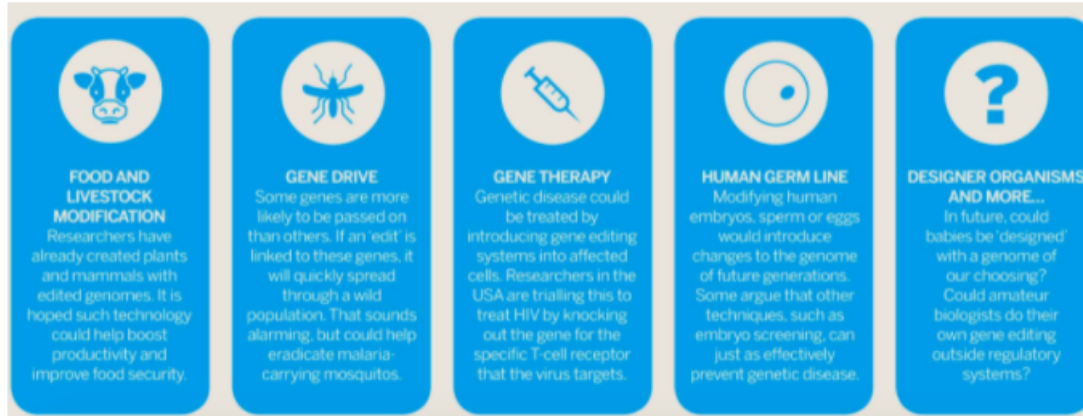 FOOD AND
LIVESTOCK
MODIFICATION
Researchers have
already created plants
and mammals with
edited genomes. It is
hoped such technology
could help boost
productivity and
improve food security.
GENE DRIVE
Some genes are more
likely to be passed on
than others. If an 'edit' is
linked to these genes, it
will quickly spread
through a wild
population. That sounds
alarming, but could help
eradicate malaria-
carrying mosquitos.
GENE THERAPY
Genetic disease could
be treated by
introducing gene editing
systems into affected
cells. Researchers in the
USA are trialling this to
treat HIV by knocking
out the gene for the
specific T-cell receptor
that the virus targets.
HUMAN GERM LINE
Modifying human
embryos, sperm or eggs
would introduce
changes to the genome
of future generations.
Some argue that other
techniques, such as
embryo screening, can
just as effectively
prevent genetic disease.
?
DESIGNER ORGANISMS
AND MORE...
In future, could
babies be 'designed'
with a genome of
our choosing?
Could amateur
biologists do their
own gene editing
outside regulatory
systems?